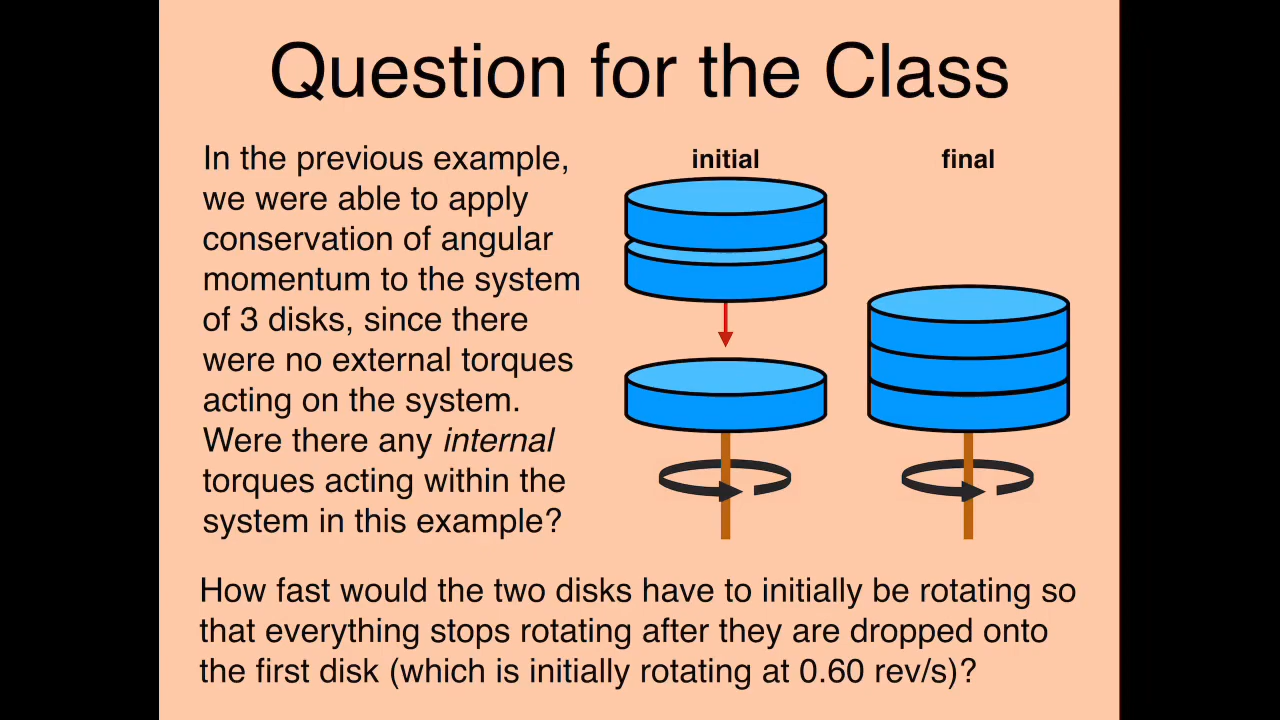 Question for the Class
In the previous example,
we were able to apply
conservation of angular
momentum to the system
of 3 disks, since there
were no external torques
acting on the system.
Were there any internal
torques acting within the
system in this example?
initial
final
How fast would the two disks have to initially be rotating so
that everything stops rotating after they are dropped onto
the first disk (which is initially rotating at 0.60 rev/s)?